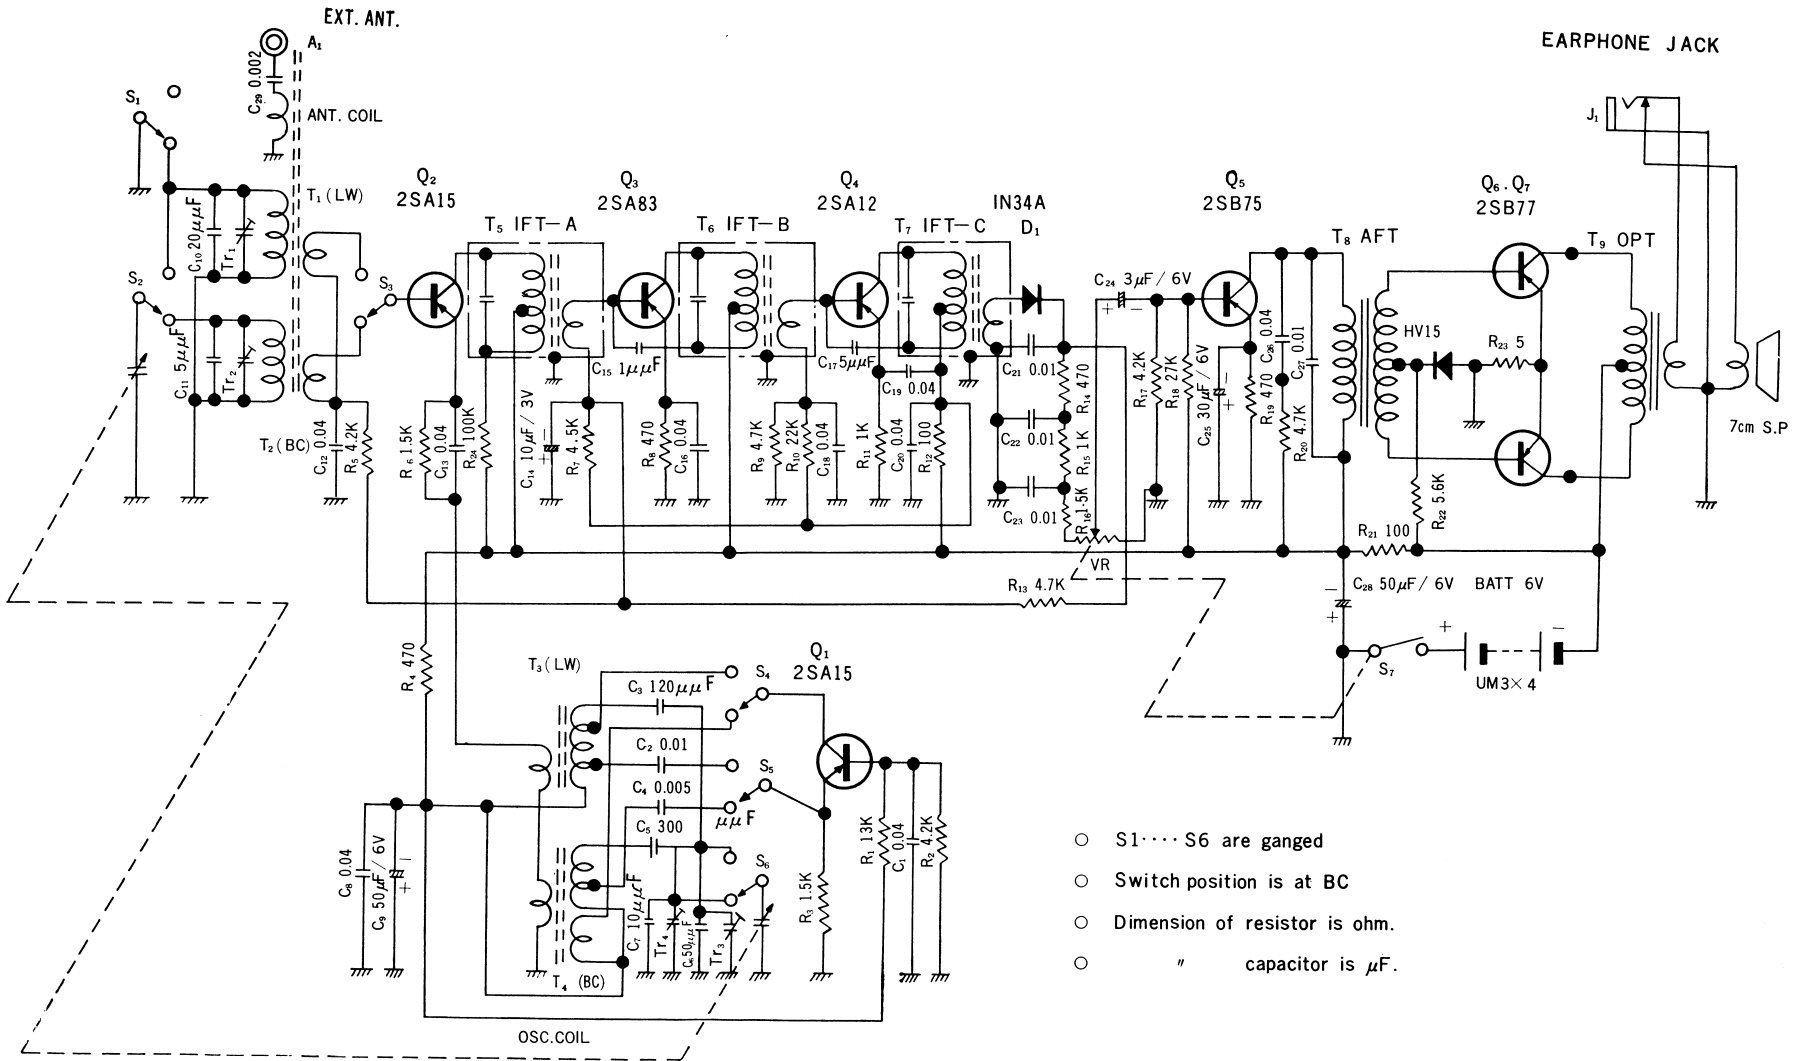 EXT. ANT.
EARPHONE JACK
A₁
C₂₉ 0.002
ANT. COIL
S₁
J₁
T₁ (LW)
C₁₀ 20μμF
Tr₁
S₂
C₁₁ 5μμF
Tr₂
T₂ (BC)
S₃
Q₂
2SA15
T₅ IFT—A
Q₃
2SA83
T₆ IFT—B
Q₄
2SA12
T₇ IFT—C
IN34A
D₁
Q₅
2SB75
Q₆.Q₇
2SB77
T₈ AFT
T₉ OPT
C₂₄ 3μF/6V
+ −
HV15
R₂₃ 5
7cm S.P
C₁₅ 1μμF
C₁₇ 5μμF
C₁₉ 0.04
C₂₁ 0.01
C₂₂ 0.01
C₂₃ 0.01
C₁₂ 0.04
R₅ 4.2K
R₆ 1.5K
C₁₃ 0.04
R₂₄ 100K
C₁₄ 10μF/3V
+ −
R₇ 4.5K
R₈ 470
C₁₆ 0.04
R₉ 4.7K
R₁₀ 22K
C₁₈ 0.04
R₁₁ 1K
C₂₀ 0.04
R₁₂ 100
R₁₄ 470
R₁₅ 1K
R₁₆ 1.5K
VR
R₁₇ 4.2K
R₁₈ 27K
C₂₅ 30μF/6V
+ −
R₁₉ 470
C₂₆ 0.04
C₂₇ 0.01
R₂₀ 4.7K
R₂₂ 5.6K
R₂₁ 100
R₁₃ 4.7K
C₂₈ 50μF/6V
− +
BATT 6V
+ −
S₇
UM3×4
R₄ 470
T₃ (LW)
C₃ 120μμF
S₄
Q₁
2SA15
C₂ 0.01
S₅
C₄ 0.005
μμF
C₅ 300
S₆
C₈ 0.04
C₉ 50μF/6V
+ −
C₇ 10μμF
Tr₄
C₆ 50μμF
Tr₃
R₃ 1.5K
R₁ 13K
C₁ 0.04
R₂ 4.2K
T₄ (BC)
OSC.COIL
○ S1‥‥S6 are ganged
○ Switch position is at BC
○ Dimension of resistor is ohm.
○ 〃 capacitor is μF.